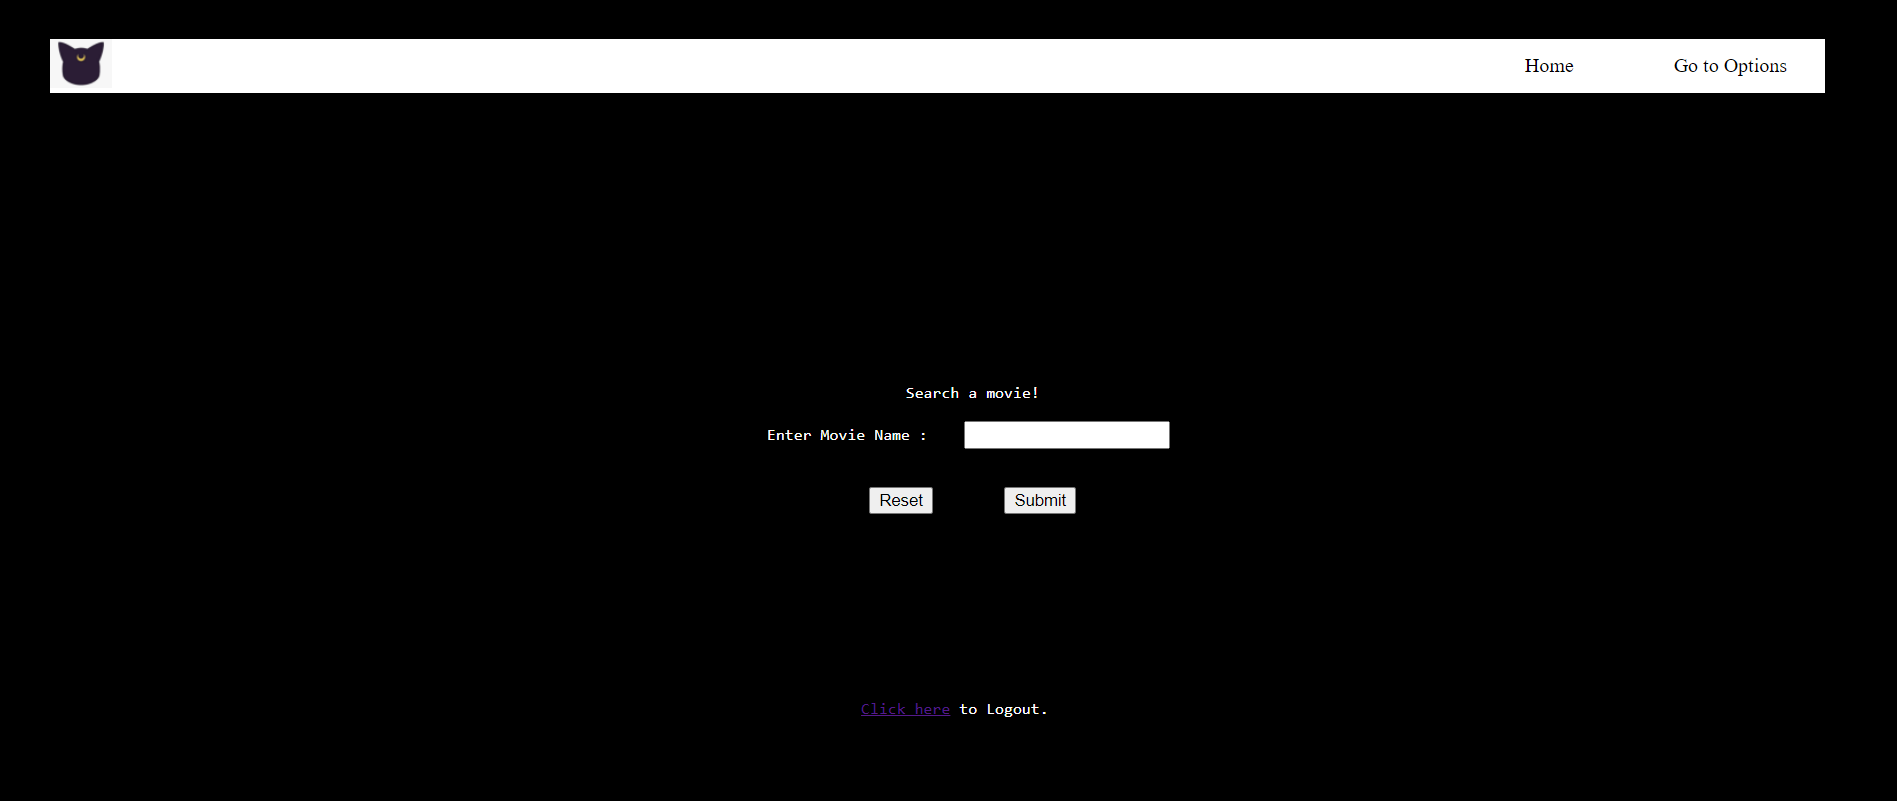 Home Go to Options
Search a movie!
Enter Movie Name :
Reset Submit
Click here to Logout.